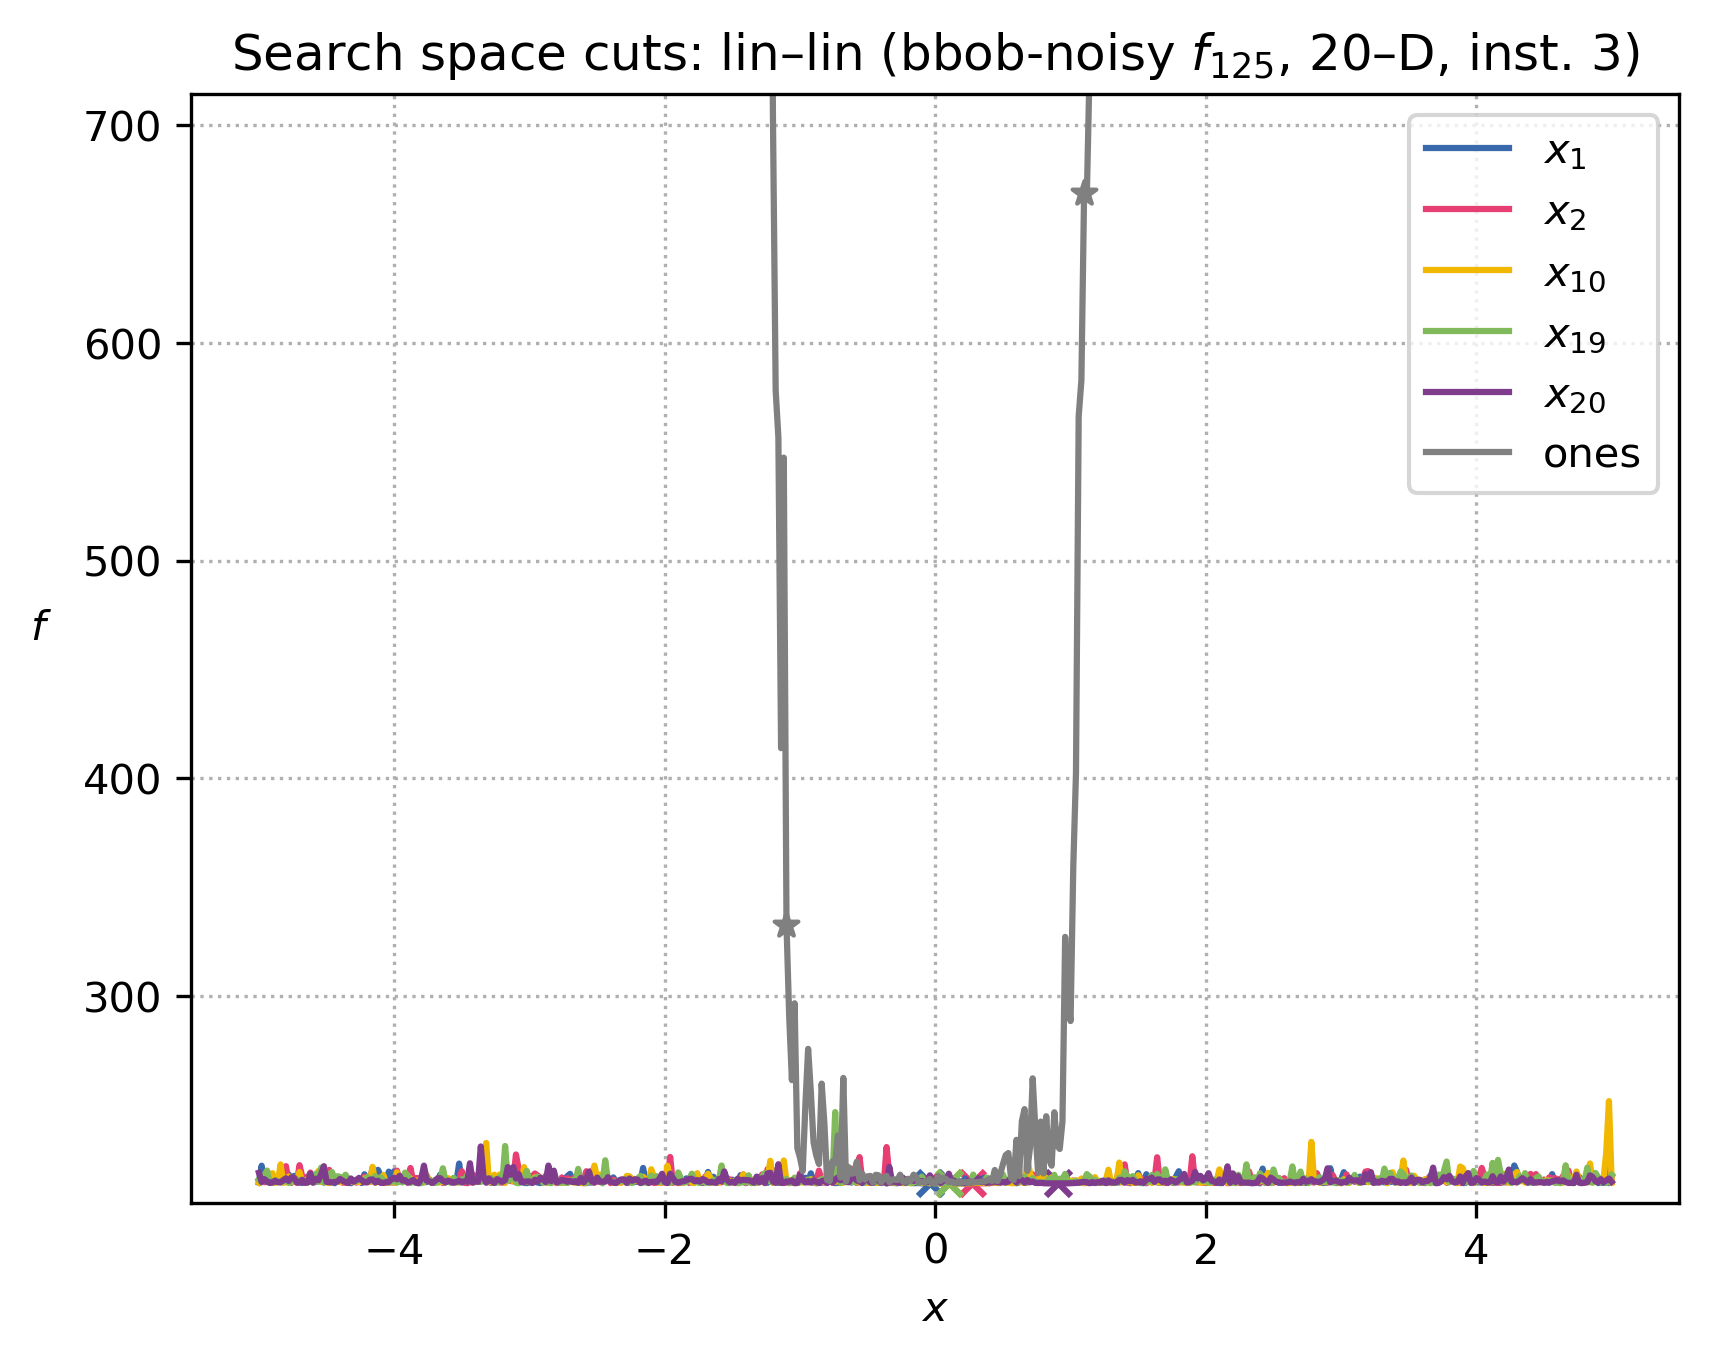 Search space cuts: lin–lin (bbob-noisy f₁₂₅, 20–D, inst. 3)
700
600
500
400
300
f
−4
−2
0
2
4
x
x₁
x₂
x₁₀
x₁₉
x₂₀
ones